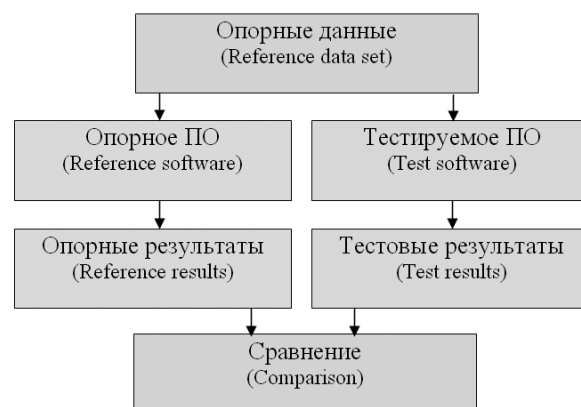 Опорные данные
(Reference data set)
Опорное ПО
(Reference software)
Тестируемое ПО
(Test software)
Опорные результаты
(Reference results)
Тестовые результаты
(Test results)
Сравнение
(Comparison)